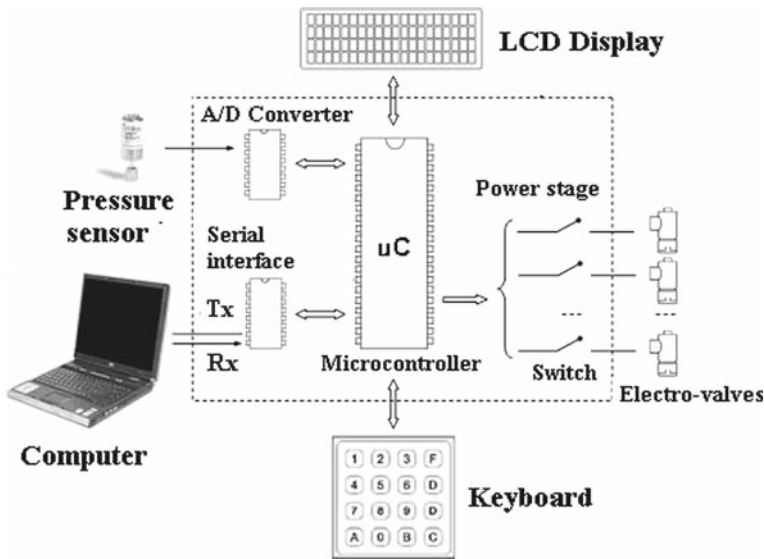 LCD Display
A/D Converter
Pressure
sensor
Power stage
uC
Serial
interface
Tx
Rx
Microcontroller
Switch
Electro-valves
Computer
Keyboard
1 2 3 F
4 5 6 D
7 8 9 D
A 0 B C